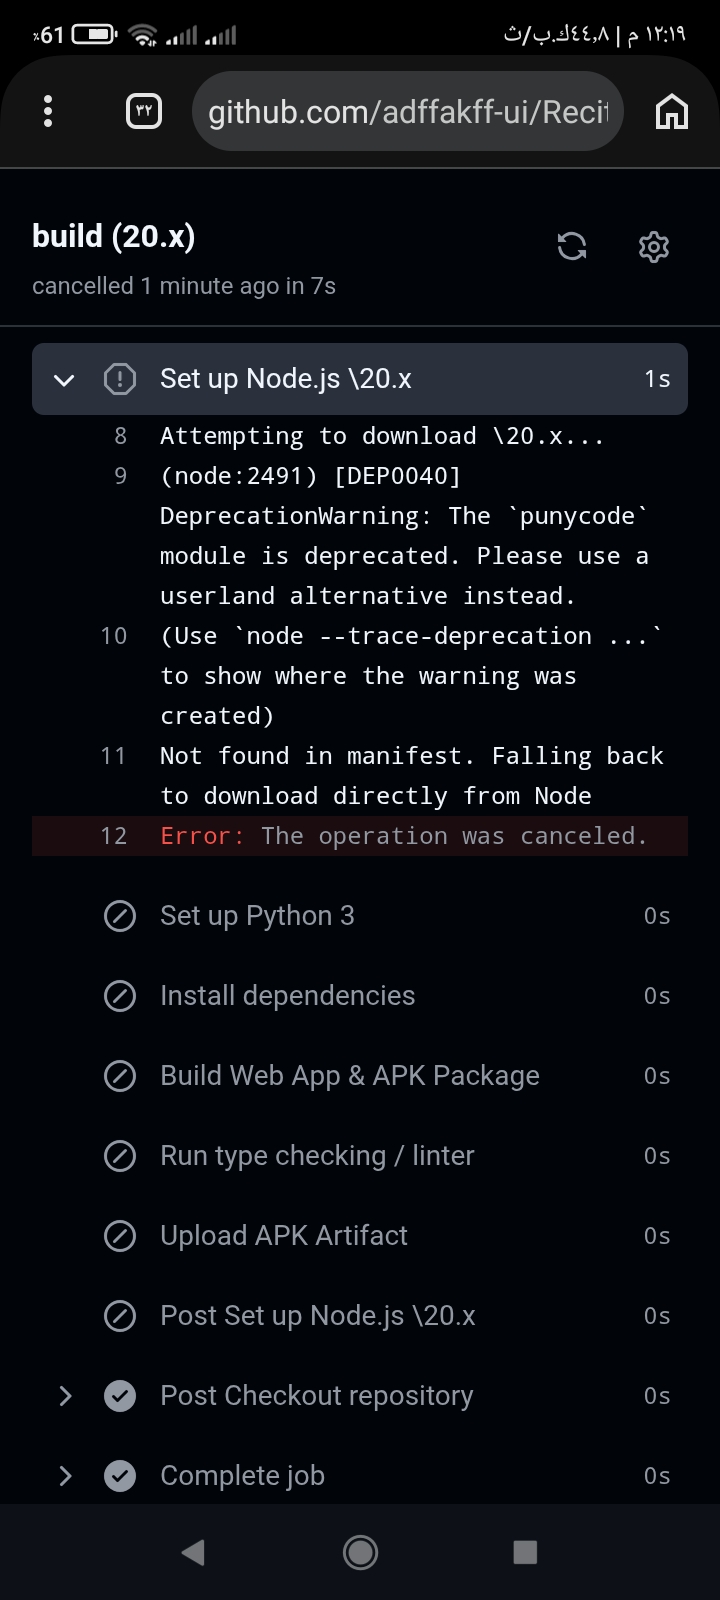 ٪61
١٢:١٩ م | ٤٤,٨ك.ب/ث
٣٢
github.com/adffakff-ui/Recit
build (20.x)
cancelled 1 minute ago in 7s
Set up Node.js \20.x 1s
8 Attempting to download \20.x...
9 (node:2491) [DEP0040]
DeprecationWarning: The `punycode`
module is deprecated. Please use a
userland alternative instead.
10 (Use `node --trace-deprecation ...`
to show where the warning was
created)
11 Not found in manifest. Falling back
to download directly from Node
12 Error: The operation was canceled.
Set up Python 3 0s
Install dependencies 0s
Build Web App & APK Package 0s
Run type checking / linter 0s
Upload APK Artifact 0s
Post Set up Node.js \20.x 0s
Post Checkout repository 0s
Complete job 0s